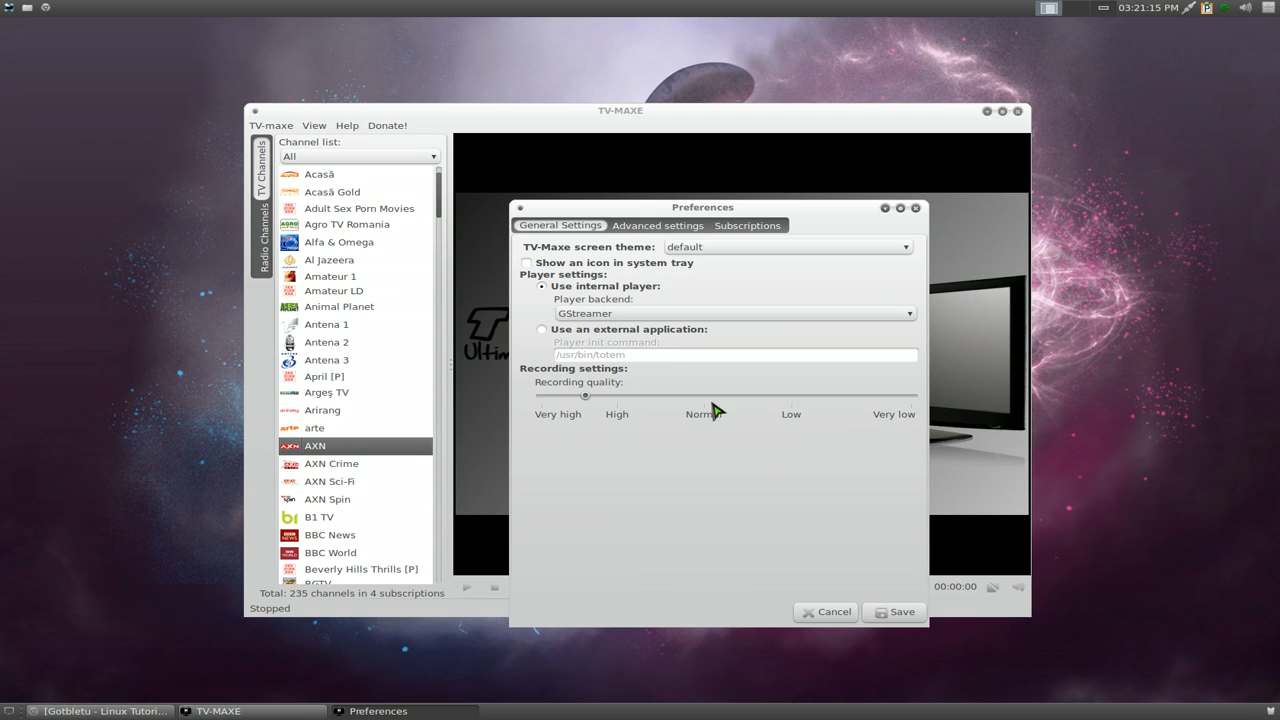 03:21:15 PM
TV-MAXE
TV-maxe View Help Donate!
TV Channels
Radio Channels
Channel list:
All
Acasă
Acasă Gold
Adult Sex Porn Movies
Agro TV Romania
Alfa & Omega
Al Jazeera
Amateur 1
Amateur LD
Animal Planet
Antena 1
Antena 2
Antena 3
April [P]
Argeş TV
Arirang
arte
AXN
AXN Crime
AXN Sci-Fi
AXN Spin
B1 TV
BBC News
BBC World
Beverly Hills Thrills [P]
Total: 235 channels in 4 subscriptions
Stopped
00:00:00
Preferences
General Settings Advanced settings Subscriptions
TV-Maxe screen theme: default
Show an icon in system tray
Player settings:
Use internal player:
Player backend:
GStreamer
Use an external application:
Player init command:
/usr/bin/totem
Recording settings:
Recording quality:
Very high High Normal Low Very low
Cancel Save
[Gotbletu - Linux Tutori... TV-MAXE Preferences